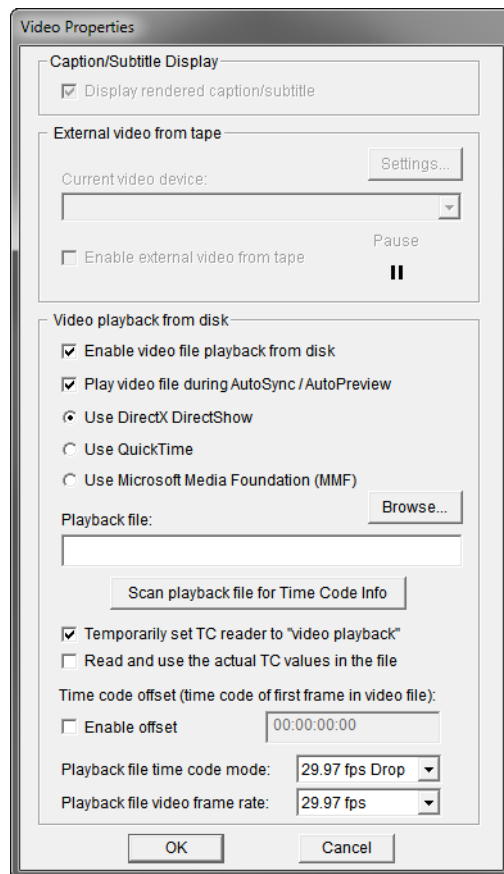 Video Properties
Caption/Subtitle Display
Display rendered caption/subtitle
External video from tape
Settings...
Current video device:
Enable external video from tape
Pause
Video playback from disk
Enable video file playback from disk
Play video file during AutoSync / AutoPreview
Use DirectX DirectShow
Use QuickTime
Use Microsoft Media Foundation (MMF)
Browse...
Playback file:
Scan playback file for Time Code Info
Temporarily set TC reader to "video playback"
Read and use the actual TC values in the file
Time code offset (time code of first frame in video file):
Enable offset 00:00:00:00
Playback file time code mode: 29.97 fps Drop
Playback file video frame rate: 29.97 fps
OK Cancel